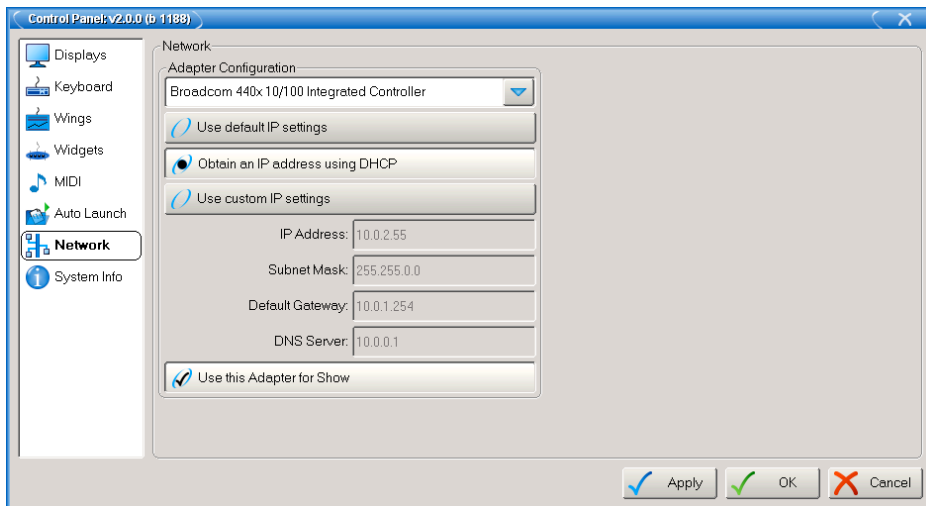 Control Panel: v2.0.0 (b 1188)
Displays
Keyboard
Wings
Widgets
MIDI
Auto Launch
Network
System Info
Network
Adapter Configuration
Broadcom 440x 10/100 Integrated Controller
Use default IP settings
Obtain an IP address using DHCP
Use custom IP settings
IP Address: 10.0.2.55
Subnet Mask: 255.255.0.0
Default Gateway: 10.0.1.254
DNS Server: 10.0.0.1
Use this Adapter for Show
Apply OK Cancel